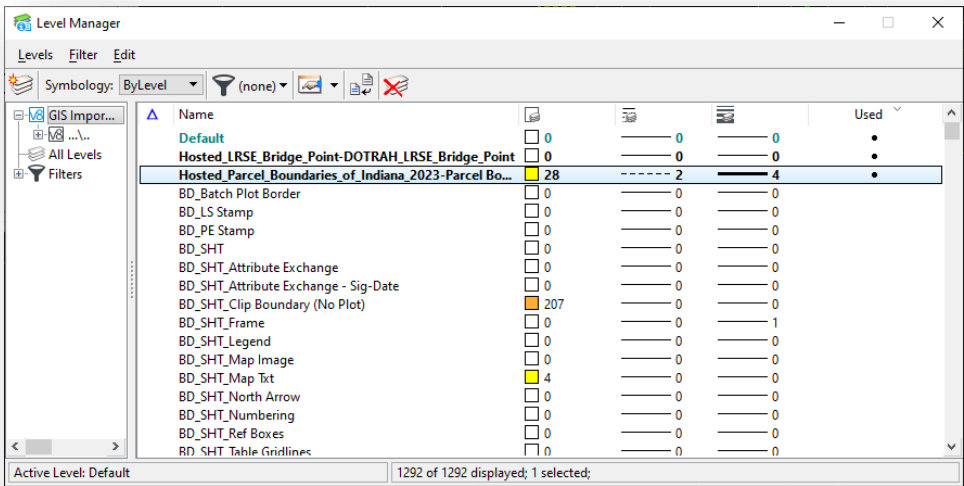 Level Manager
Levels Filter Edit
Symbology: ByLevel (none)
GIS Impor...
...\..
All Levels
Filters
Name Used
Default 0 0 0
Hosted_LRSE_Bridge_Point-DOTRAH_LRSE_Bridge_Point 0 0 0
Hosted_Parcel_Boundaries_of_Indiana_2023-Parcel Bo... 28 2 4
BD_Batch Plot Border 0 0 0
BD_LS Stamp 0 0 0
BD_PE Stamp 0 0 0
BD_SHT 0 0 0
BD_SHT_Attribute Exchange 0 0 0
BD_SHT_Attribute Exchange - Sig-Date 0 0 0
BD_SHT_Clip Boundary (No Plot) 207 0 0
BD_SHT_Frame 0 0 1
BD_SHT_Legend 0 0 0
BD_SHT_Map Image 0 0 0
BD_SHT_Map Txt 4 0 0
BD_SHT_North Arrow 0 0 0
BD_SHT_Numbering 0 0 0
BD_SHT_Ref Boxes 0 0 0
BD_SHT_Table Gridlines 0 0 0
Active Level: Default 1292 of 1292 displayed; 1 selected;